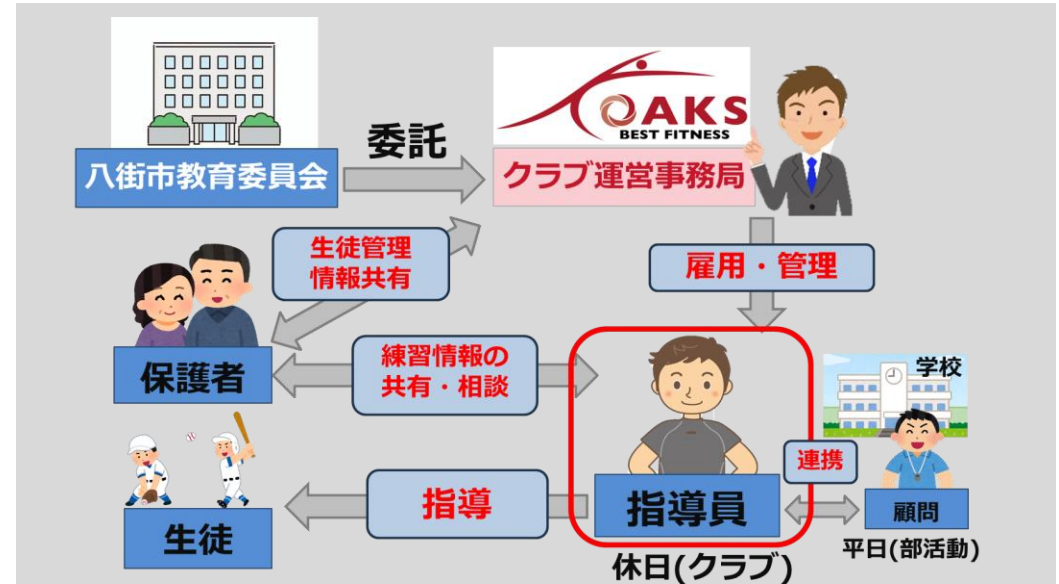 委託
OAKS
BEST FITNESS
八街市教育委員会
クラブ運営事務局
生徒管理
情報共有
雇用・管理
保護者
練習情報の
共有・相談
学校
連携
指導員
顧問
生徒
指導
休日(クラブ)
平日(部活動)